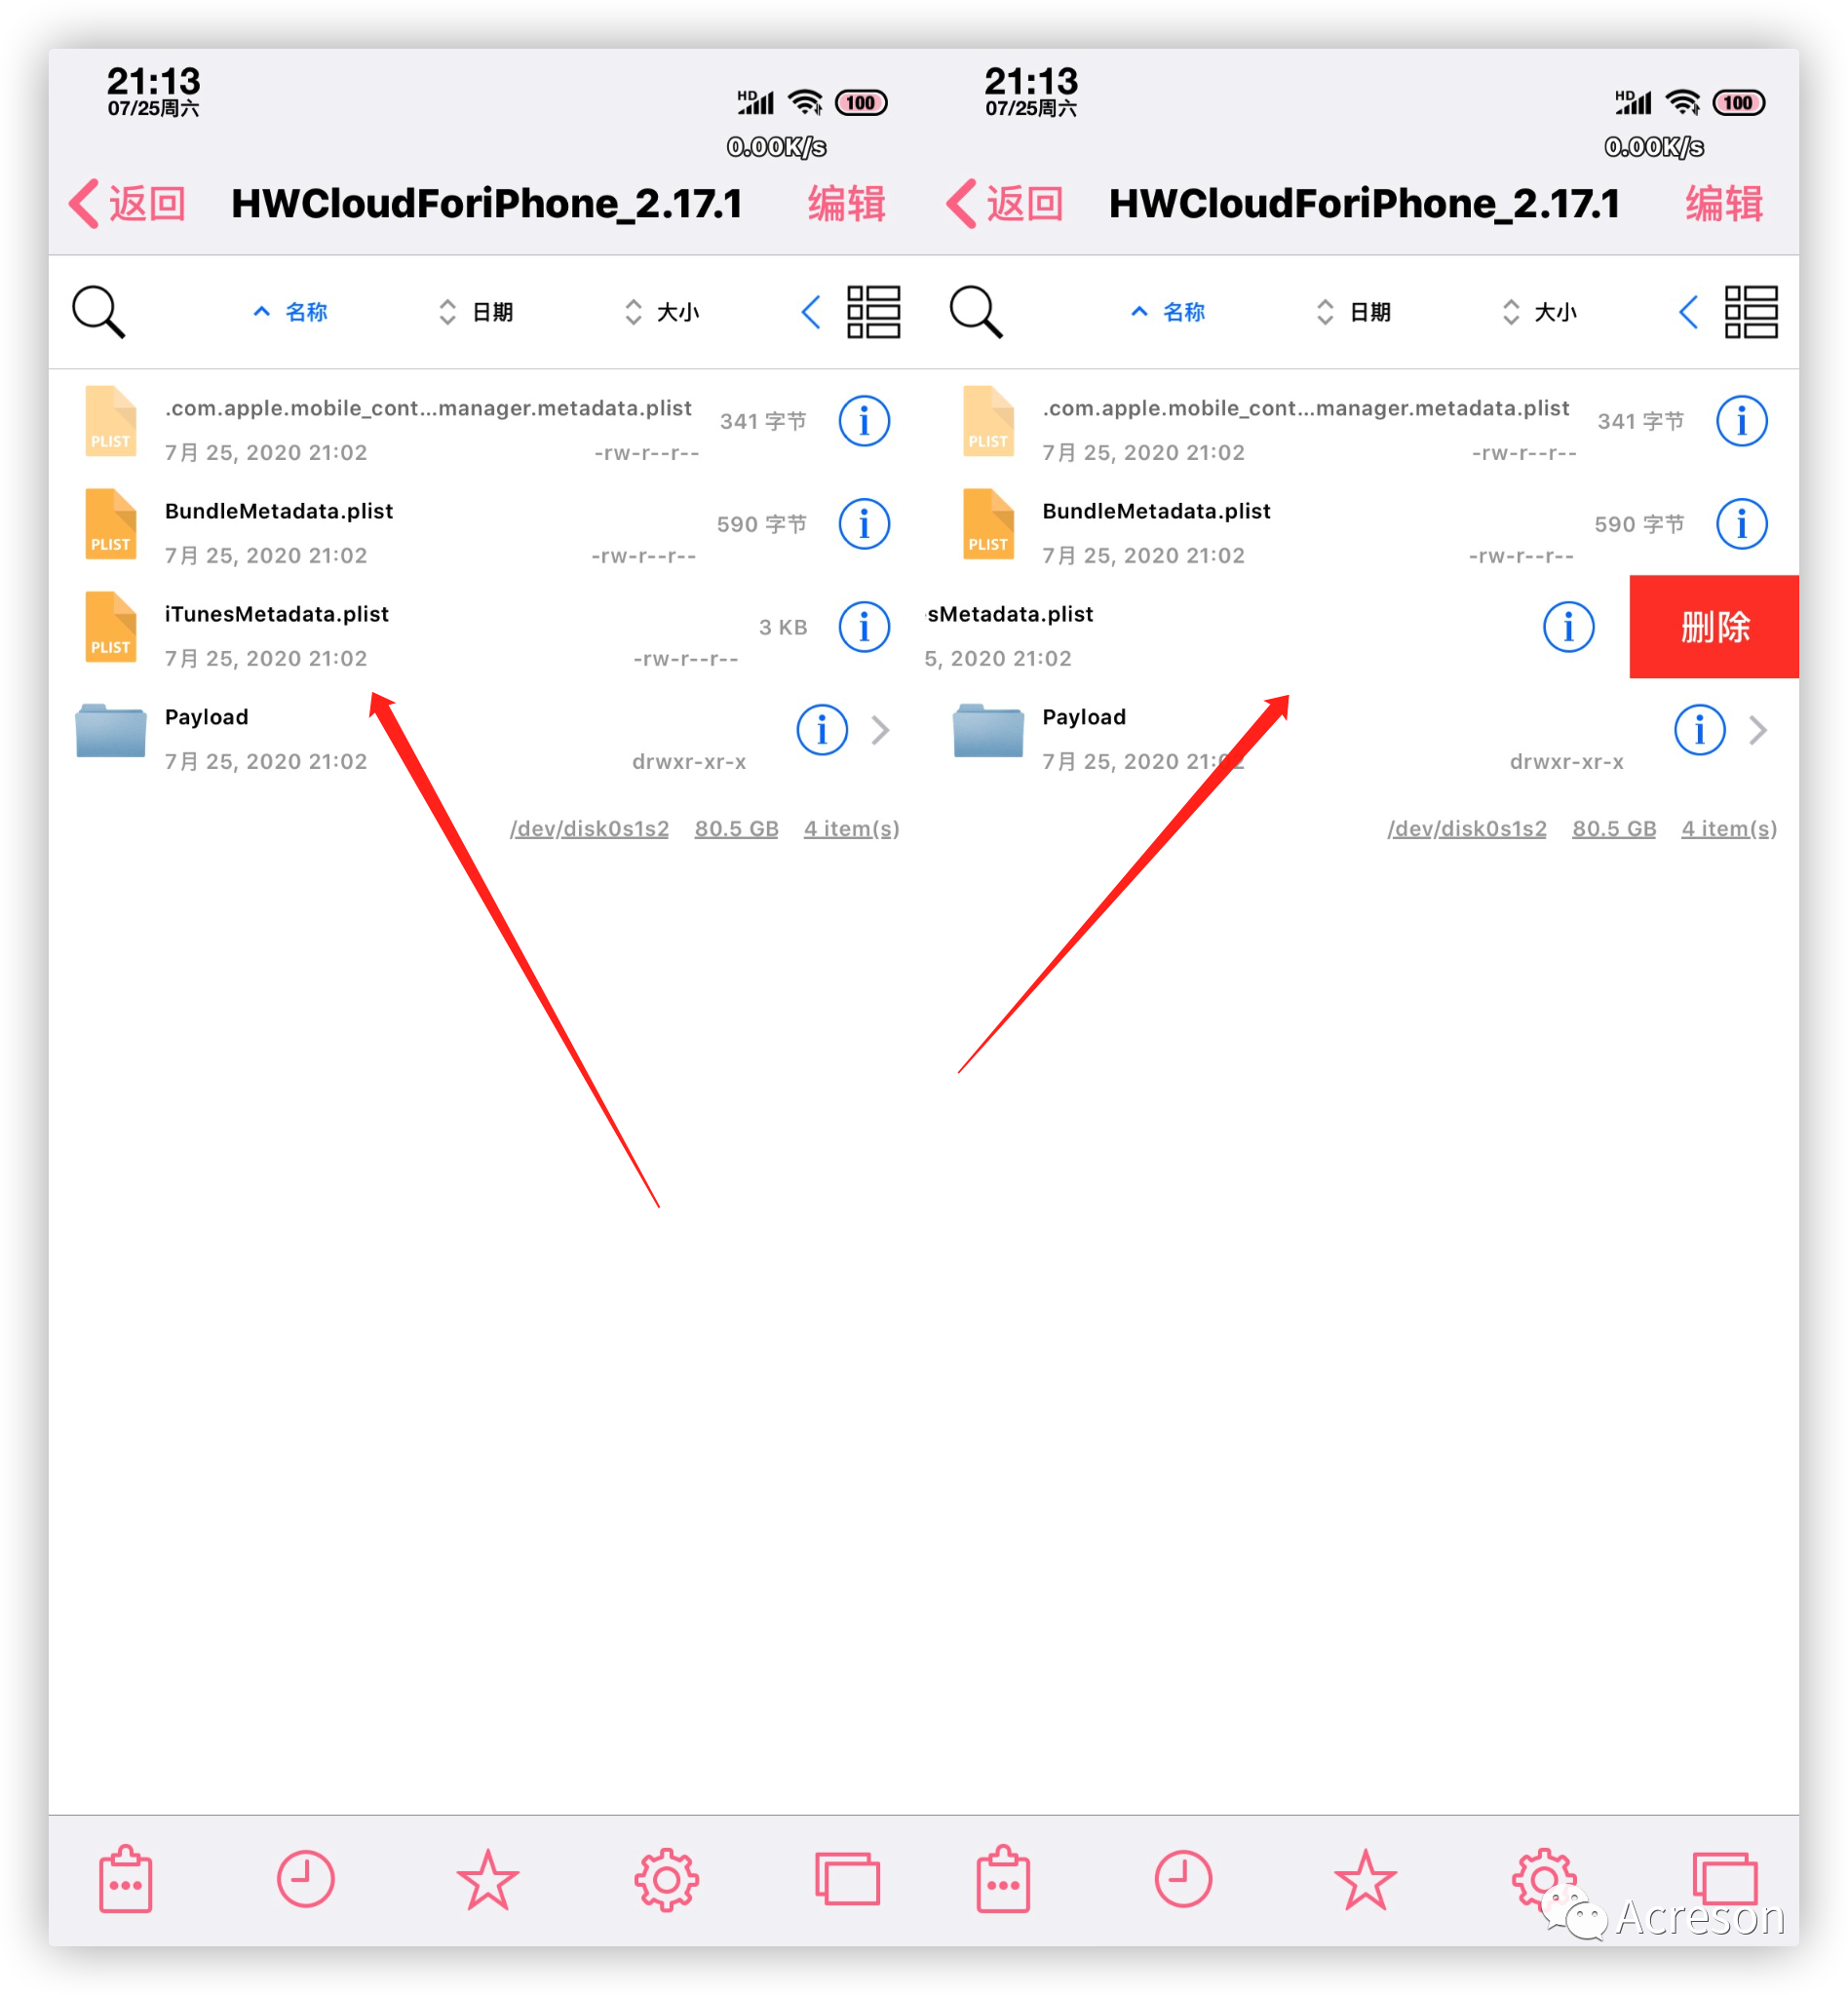 21:13
07/25周六
HD
100
0.00K/s
返回
HWCloudForiPhone_2.17.1
编辑
名称
日期
大小
PLIST
.com.apple.mobile_cont...manager.metadata.plist
341 字节
7月 25, 2020 21:02
-rw-r--r--
PLIST
BundleMetadata.plist
590 字节
7月 25, 2020 21:02
-rw-r--r--
PLIST
iTunesMetadata.plist
3 KB
7月 25, 2020 21:02
-rw-r--r--
Payload
7月 25, 2020 21:02
drwxr-xr-x
/dev/disk0s1s2 80.5 GB 4 item(s)
21:13
07/25周六
HD
100
0.00K/s
返回
HWCloudForiPhone_2.17.1
编辑
名称
日期
大小
PLIST
.com.apple.mobile_cont...manager.metadata.plist
341 字节
7月 25, 2020 21:02
-rw-r--r--
PLIST
BundleMetadata.plist
590 字节
7月 25, 2020 21:02
-rw-r--r--
sMetadata.plist
5, 2020 21:02
删除
Payload
7月 25, 2020 21:02
drwxr-xr-x
/dev/disk0s1s2 80.5 GB 4 item(s)
Acreson